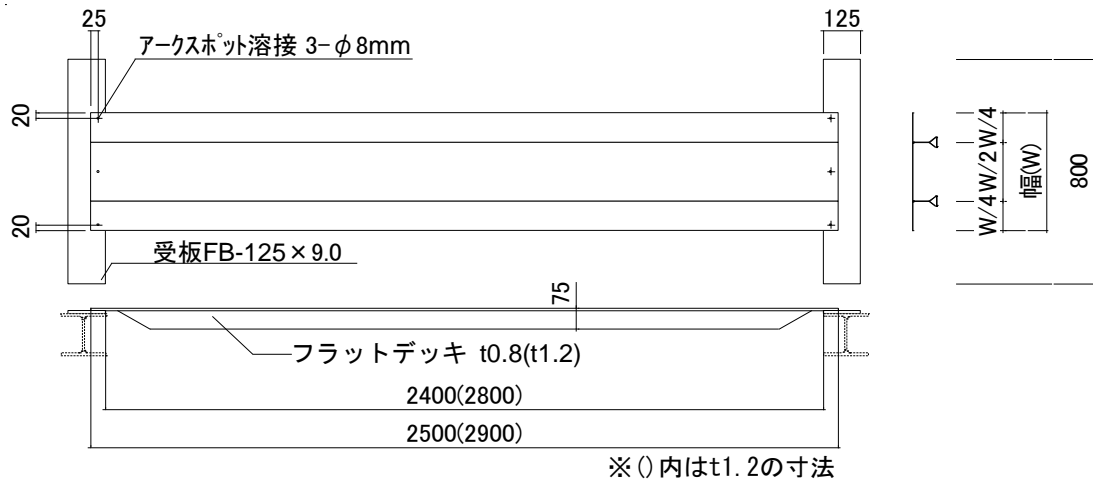 25
125
アークスポット溶接 3-φ8mm
20
20
W/4
W/2
W/4
幅(W)
800
受板FB-125×9.0
75
フラットデッキ t0.8(t1.2)
2400(2800)
2500(2900)
※()内はt1.2の寸法